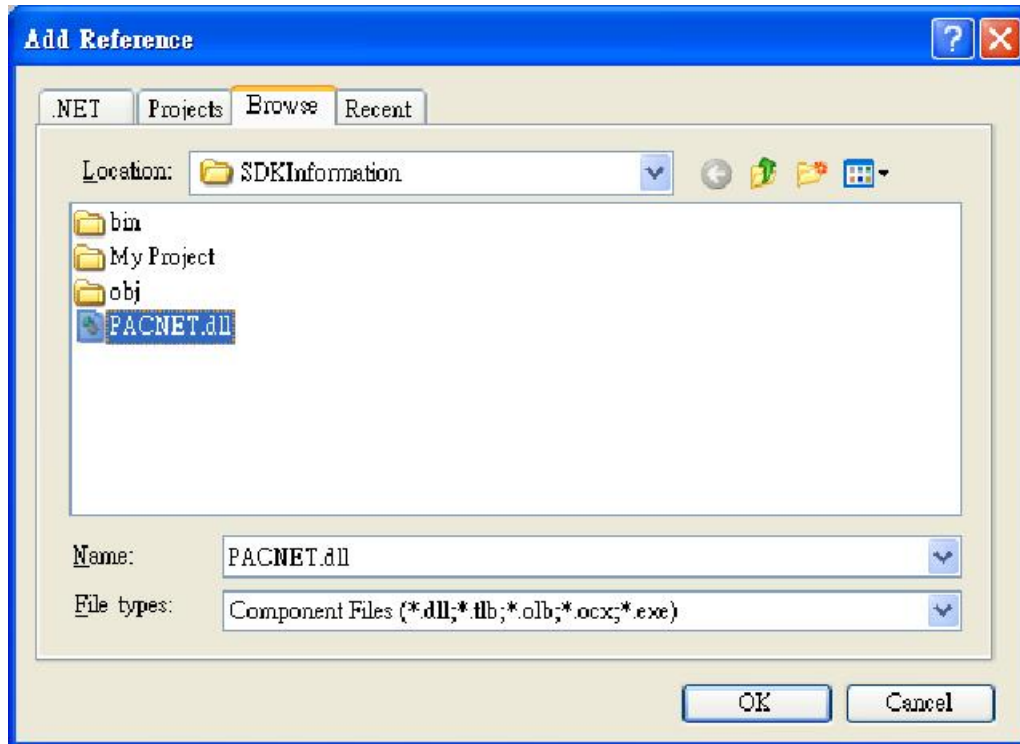 Add Reference
.NET Projects Browse Recent
Location: SDKInformation
bin
My Project
obj
PACNET.dll
Name: PACNET.dll
File types: Component Files (*.dll;*.tlb;*.olb;*.ocx;*.exe)
OK Cancel